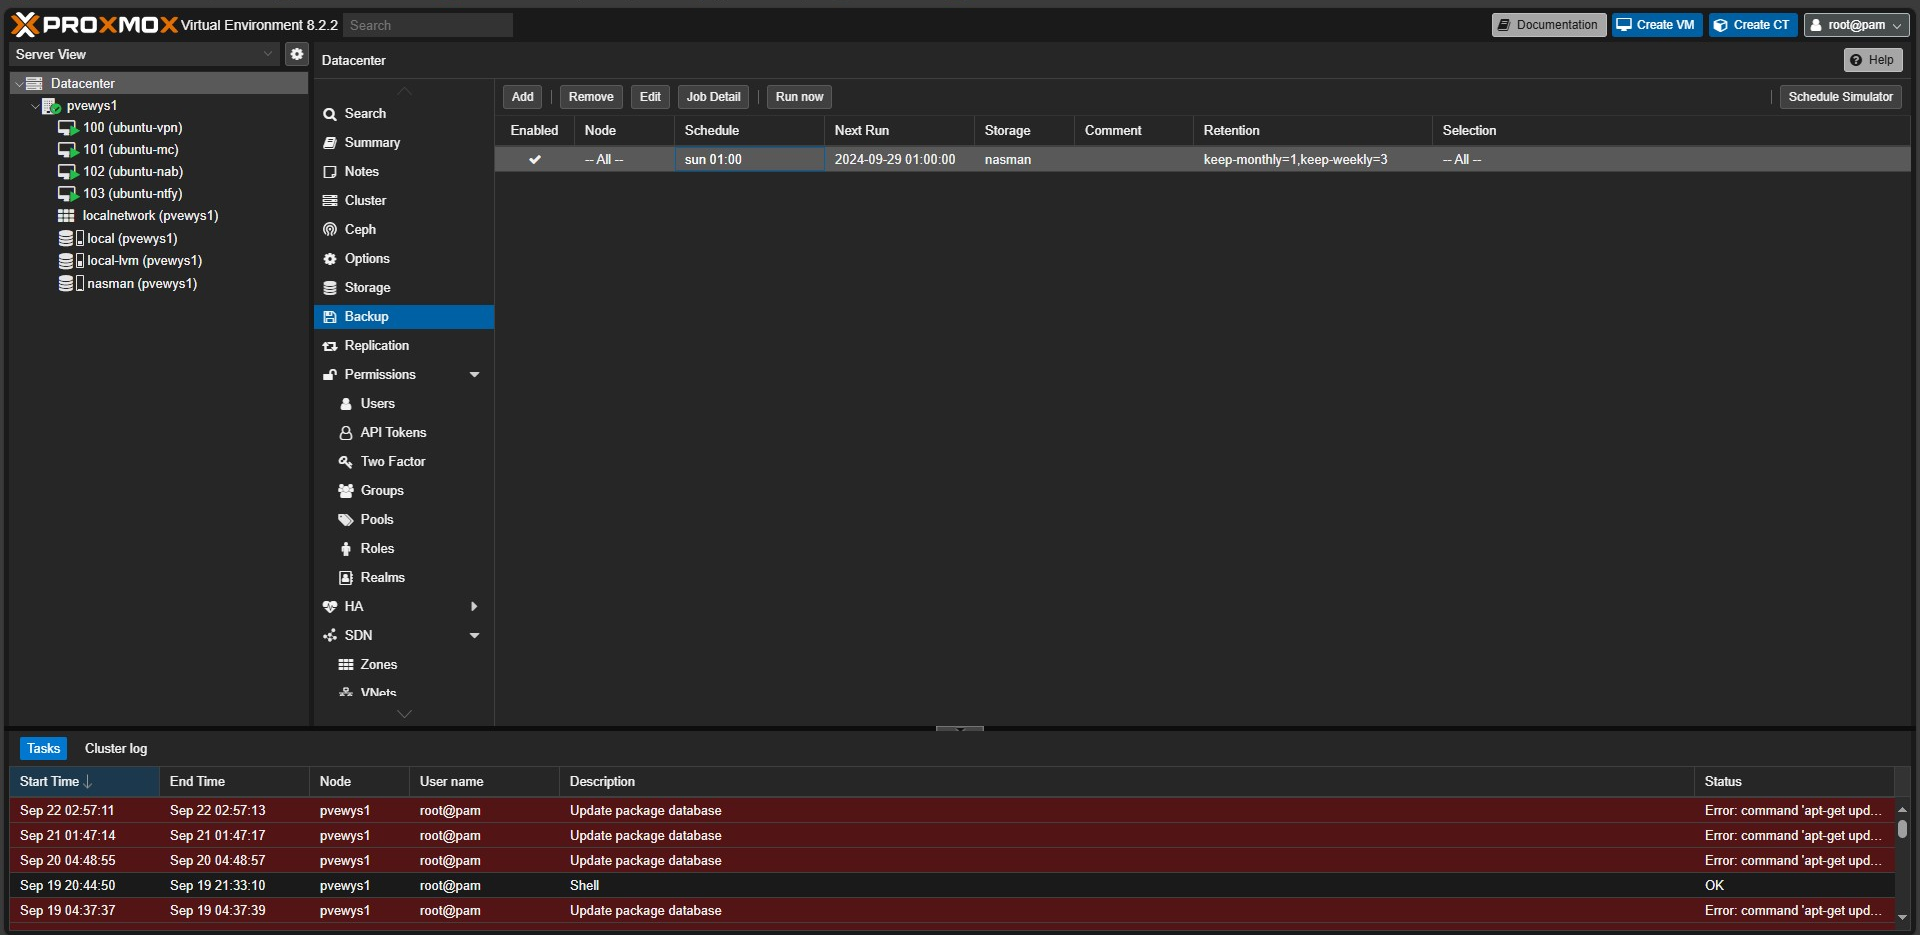 PROXMOX Virtual Environment 8.2.2 Search Documentation Create VM Create CT root@pam
Server View
Datacenter
pvewys1
100 (ubuntu-vpn)
101 (ubuntu-mc)
102 (ubuntu-nab)
103 (ubuntu-ntfy)
localnetwork (pvewys1)
local (pvewys1)
local-lvm (pvewys1)
nasman (pvewys1)
Datacenter Help
Search
Summary
Notes
Cluster
Ceph
Options
Storage
Backup
Replication
Permissions
Users
API Tokens
Two Factor
Groups
Pools
Roles
Realms
HA
SDN
Zones
VNets
Add Remove Edit Job Detail Run now Schedule Simulator
Enabled Node Schedule Next Run Storage Comment Retention Selection
-- All -- sun 01:00 2024-09-29 01:00:00 nasman keep-monthly=1,keep-weekly=3 -- All --
Tasks Cluster log
Start Time End Time Node User name Description Status
Sep 22 02:57:11 Sep 22 02:57:13 pvewys1 root@pam Update package database Error: command 'apt-get upd...
Sep 21 01:47:14 Sep 21 01:47:17 pvewys1 root@pam Update package database Error: command 'apt-get upd...
Sep 20 04:48:55 Sep 20 04:48:57 pvewys1 root@pam Update package database Error: command 'apt-get upd...
Sep 19 20:44:50 Sep 19 21:33:10 pvewys1 root@pam Shell OK
Sep 19 04:37:37 Sep 19 04:37:39 pvewys1 root@pam Update package database Error: command 'apt-get upd...